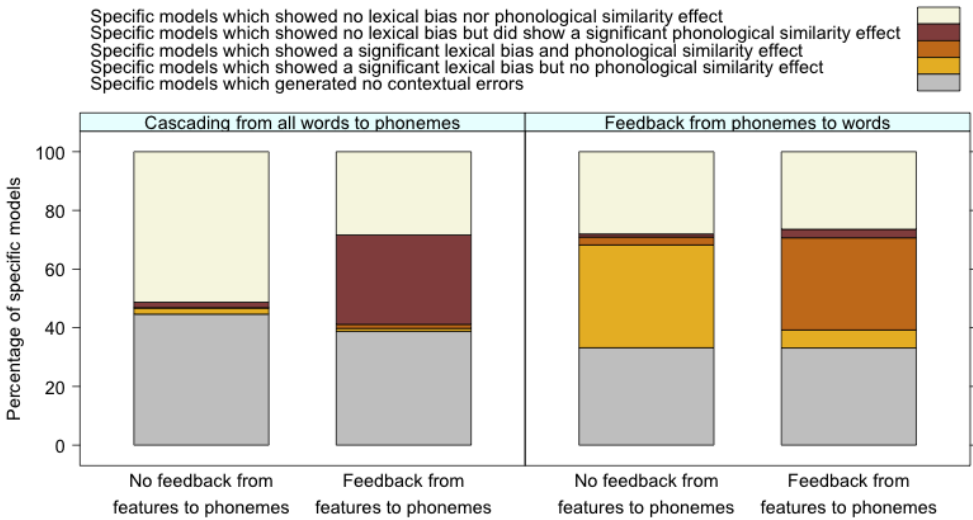 Specific models which showed no lexical bias nor phonological similarity effect
Specific models which showed no lexical bias but did show a significant phonological similarity effect
Specific models which showed a significant lexical bias and phonological similarity effect
Specific models which showed a significant lexical bias but no phonological similarity effect
Specific models which generated no contextual errors
Cascading from all words to phonemes
Feedback from phonemes to words
Percentage of specific models
100
80
60
40
20
0
No feedback from
features to phonemes
Feedback from
features to phonemes
No feedback from
features to phonemes
Feedback from
features to phonemes